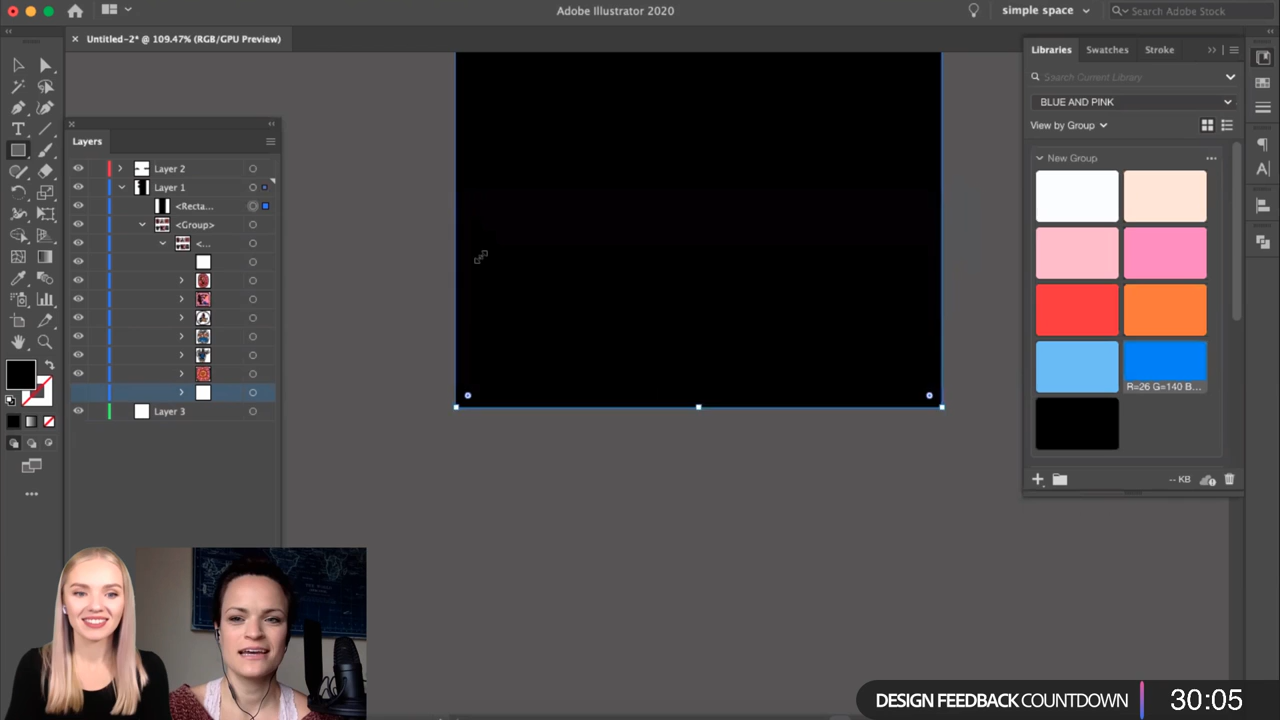 Adobe Illustrator 2020
simple space
Search Adobe Stock
Untitled-2* @ 109.47% (RGB/GPU Preview)
Layers
Layer 2
Layer 1
<Recta...
<Group>
<...
Layer 3
Libraries
Swatches
Stroke
Search Current Library
BLUE AND PINK
View by Group
New Group
R=26 G=140 B...
-- KB
DESIGN FEEDBACK COUNTDOWN
30:05